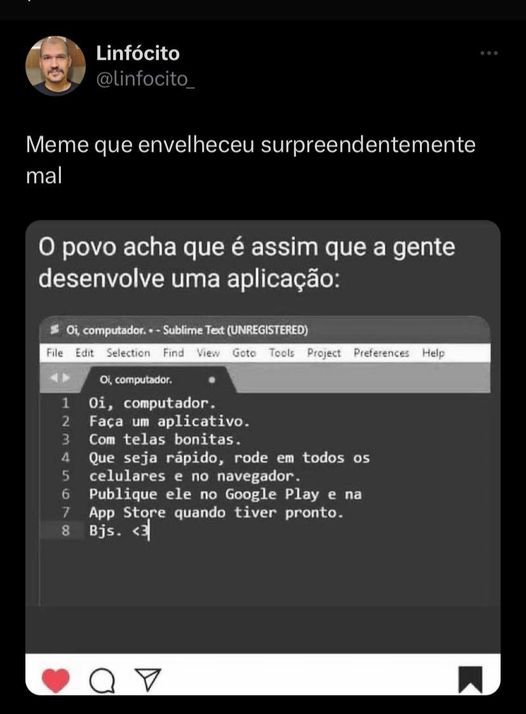 Linfócito
@linfocito_
Meme que envelheceu surpreendentemente
mal
O povo acha que é assim que a gente
desenvolve uma aplicação:
Oi, computador. • - Sublime Text (UNREGISTERED)
File Edit Selection Find View Goto Tools Project Preferences Help
Oi, computador.
1 Oi, computador.
2 Faça um aplicativo.
3 Com telas bonitas.
4 Que seja rápido, rode em todos os
5 celulares e no navegador.
6 Publique ele no Google Play e na
7 App Store quando tiver pronto.
8 Bjs. <3